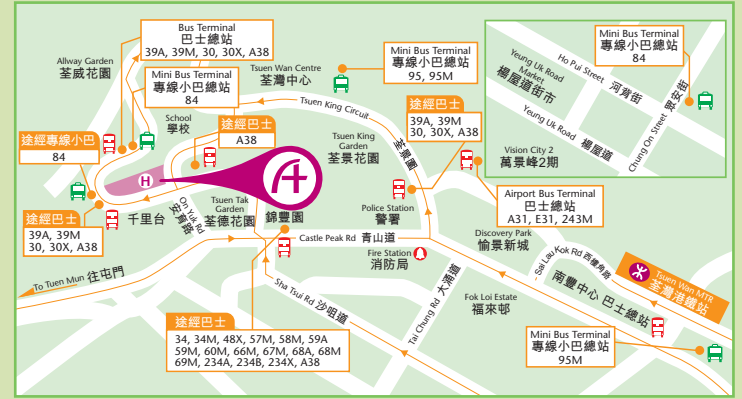 Bus Terminal
巴士總站
39A, 39M, 30, 30X, A38
Allway Garden
荃威花園
Mini Bus Terminal
專線小巴總站
84
School
學校
途經專線小巴
84
途經巴士
A38
Tsuen Wan Centre
荃灣中心
Mini Bus Terminal
專線小巴總站
95, 95M
Tsuen King Circuit
荃景圍
Tsuen King
Garden
荃景花園
途經巴士
39A, 39M
30, 30X, A38
Yeung Uk Road
Market
楊屋道街市
Ho Pui Street 河背街
Mini Bus Terminal
專線小巴總站
84
Yeung Uk Road 楊屋道
Chung On Street 眾安街
Vision City 2
萬景峰2期
Airport Bus Terminal
巴士總站
A31, E31, 243M
H
途經巴士
39A, 39M
30, 30X, A38
千里台
On Yuk Rd
安育路
Tsuen Tak
Garden
荃德花園
錦豐園
Police Station
警署
Castle Peak Rd 青山道
Fire Station
消防局
Discovery Park
愉景新城
Sai Lau Kok Rd 西樓角路
Tsuen Wan MTR
荃灣港鐵站
To Tuen Mun 往屯門
Sha Tsui Rd 沙咀道
Tai Chung Rd 大涌道
Fok Loi Estate
福來邨
南豐中心 巴士總站
途經巴士
34, 34M, 48X, 57M, 58M, 59A
59M, 60M, 66M, 67M, 68A, 68M
69M, 234A, 234B, 234X, A38
Mini Bus Terminal
專線小巴總站
95M